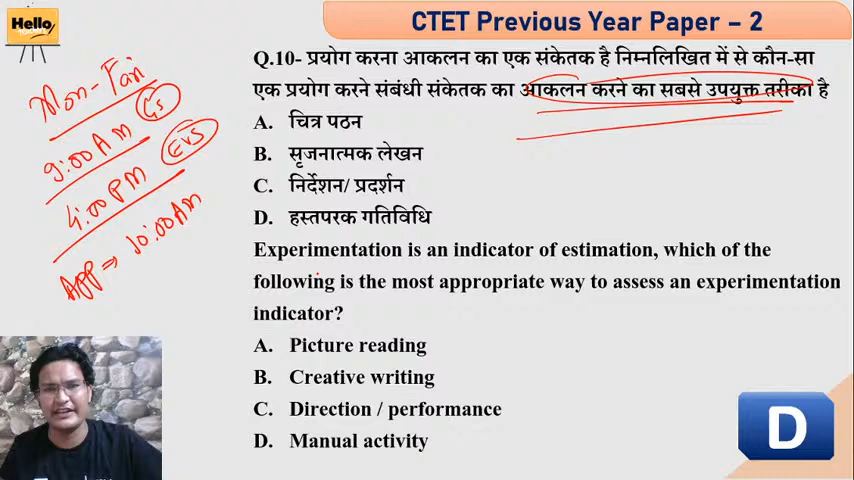 Hello
CTET Previous Year Paper – 2
Q.10- प्रयोग करना आकलन का एक संकेतक है निम्नलिखित में से कौन-सा
एक प्रयोग करने संबंधी संकेतक का आकलन करने का सबसे उपयुक्त तरीका है
A. चित्र पठन
B. सृजनात्मक लेखन
C. निर्देशन/ प्रदर्शन
D. हस्तपरक गतिविधि
Experimentation is an indicator of estimation, which of the
following is the most appropriate way to assess an experimentation
indicator?
A. Picture reading
B. Creative writing
C. Direction / performance
D. Manual activity
D
Mon - Fari
9:00 AM GS
4:00 PM EVS
APP ⇒ 10:00 AM